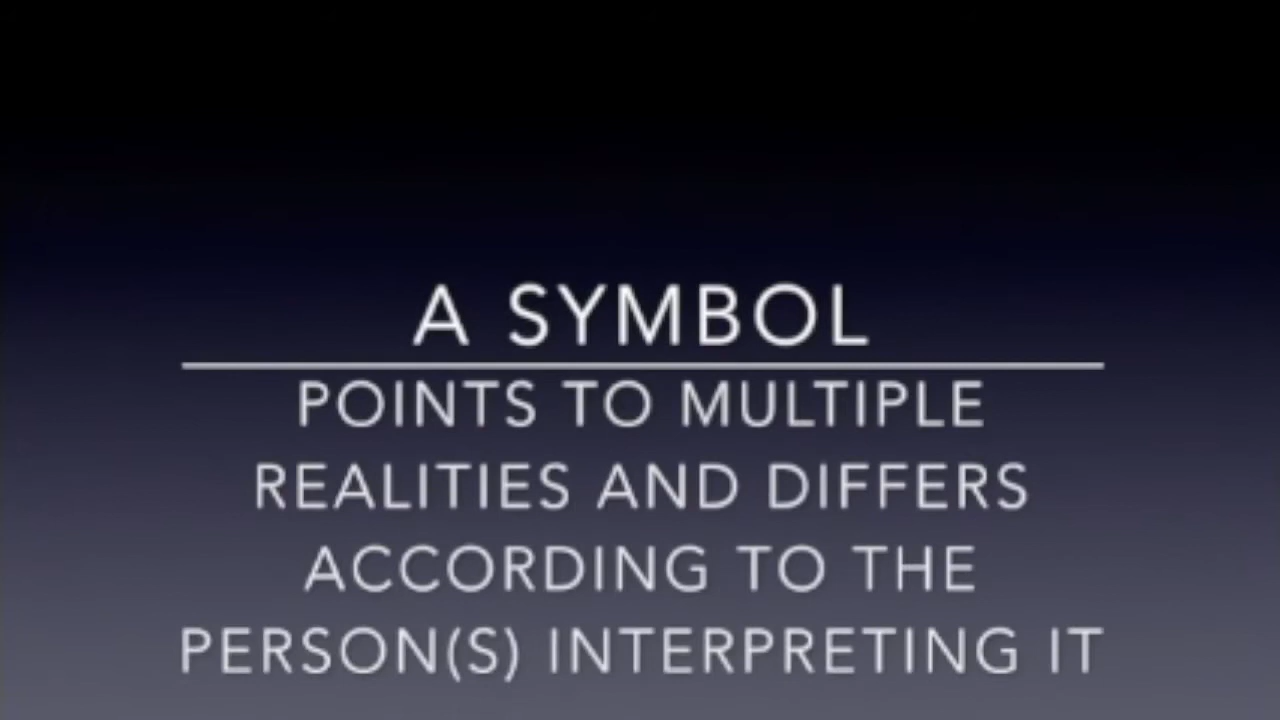 A SYMBOL
POINTS TO MULTIPLE
REALITIES AND DIFFERS
ACCORDING TO THE
PERSON(S) INTERPRETING IT